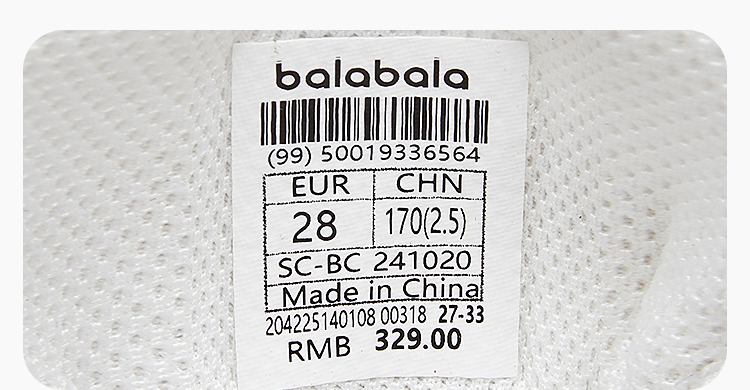 balabala
(99) 50019336564
EUR CHN
28 170(2.5)
SC-BC 241020
Made in China
204225140108 00318 27-33
RMB 329.00